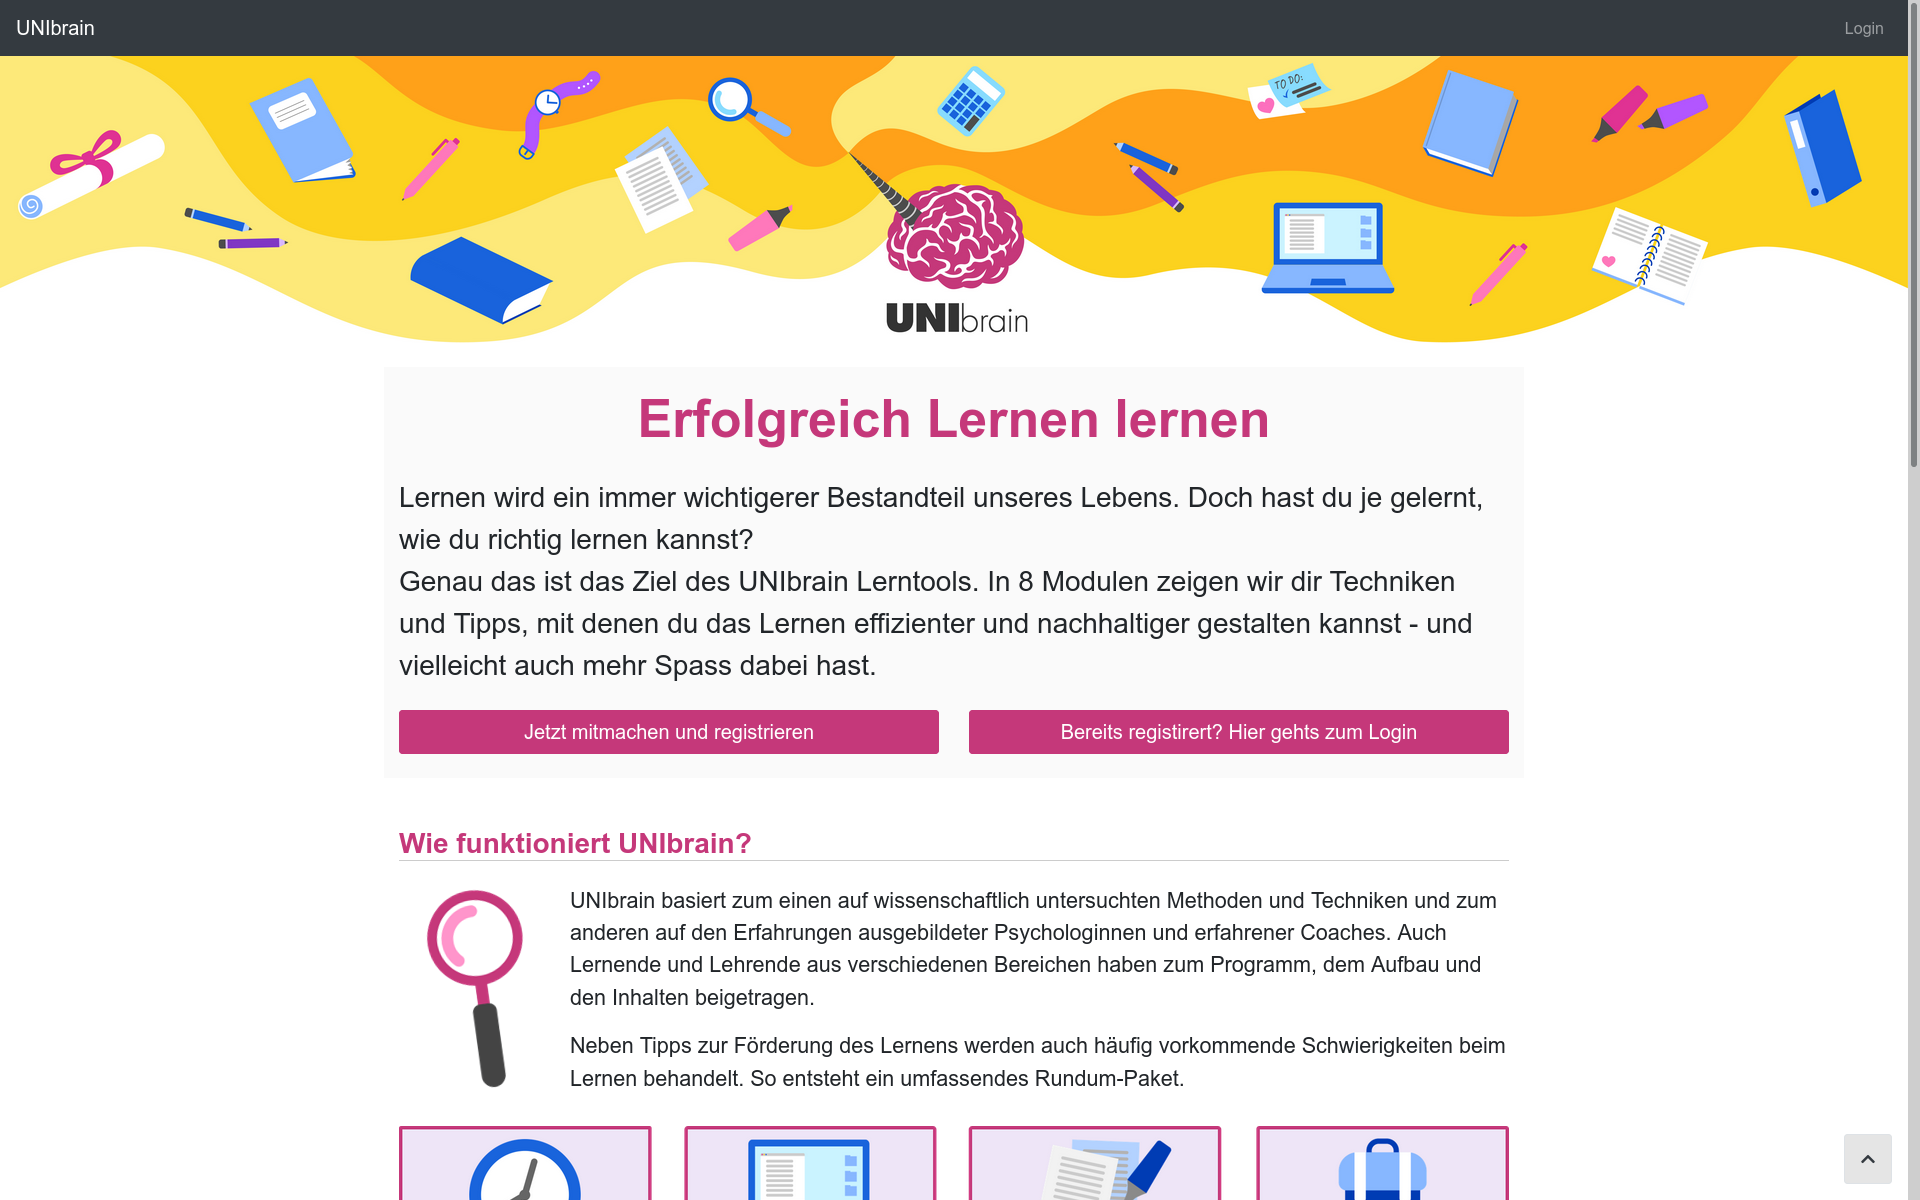 UNIbrain
Login
TO DO:
UNIbrain
Erfolgreich Lernen lernen
Lernen wird ein immer wichtigerer Bestandteil unseres Lebens. Doch hast du je gelernt,
wie du richtig lernen kannst?
Genau das ist das Ziel des UNIbrain Lerntools. In 8 Modulen zeigen wir dir Techniken
und Tipps, mit denen du das Lernen effizienter und nachhaltiger gestalten kannst - und
vielleicht auch mehr Spass dabei hast.
Jetzt mitmachen und registrieren
Bereits registirert? Hier gehts zum Login
Wie funktioniert UNIbrain?
UNIbrain basiert zum einen auf wissenschaftlich untersuchten Methoden und Techniken und zum
anderen auf den Erfahrungen ausgebildeter Psychologinnen und erfahrener Coaches. Auch
Lernende und Lehrende aus verschiedenen Bereichen haben zum Programm, dem Aufbau und
den Inhalten beigetragen.
Neben Tipps zur Förderung des Lernens werden auch häufig vorkommende Schwierigkeiten beim
Lernen behandelt. So entsteht ein umfassendes Rundum-Paket.